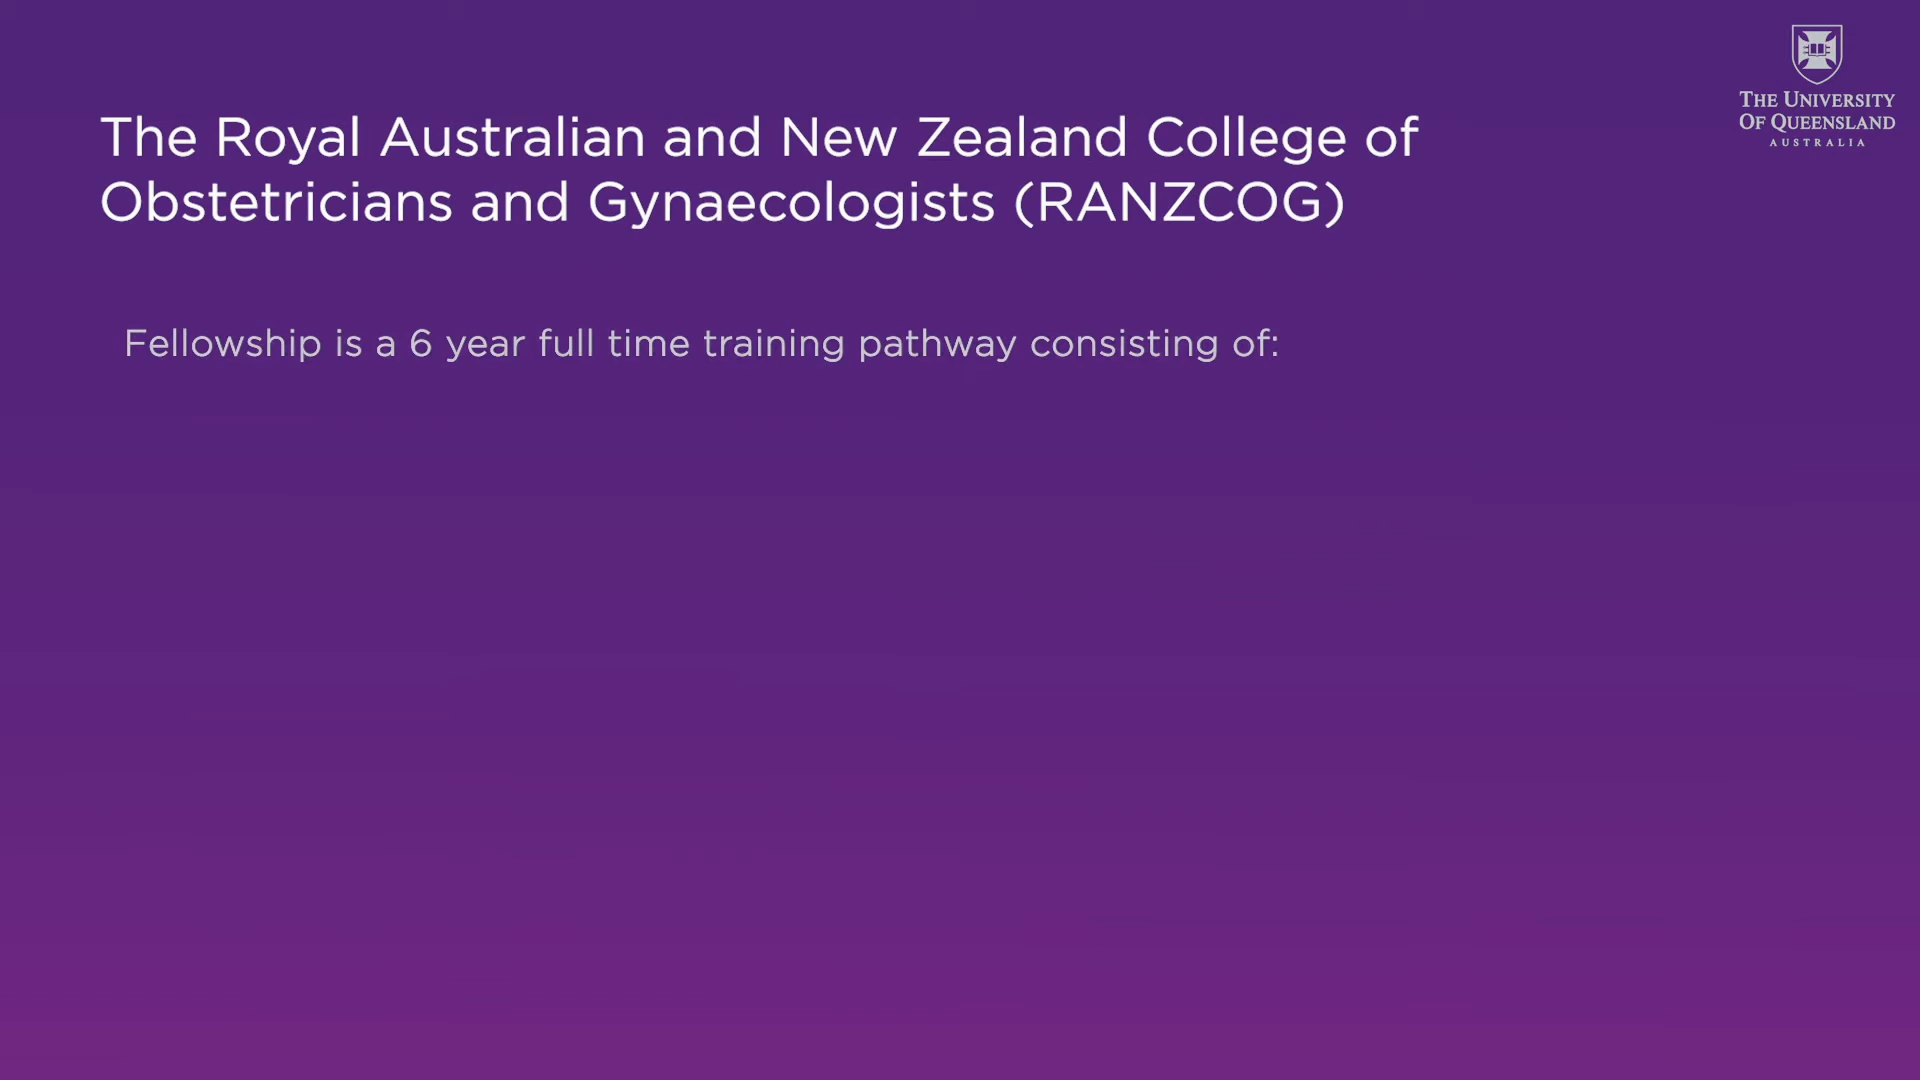 THE UNIVERSITY
OF QUEENSLAND
AUSTRALIA
The Royal Australian and New Zealand College of
Obstetricians and Gynaecologists (RANZCOG)
Fellowship is a 6 year full time training pathway consisting of: